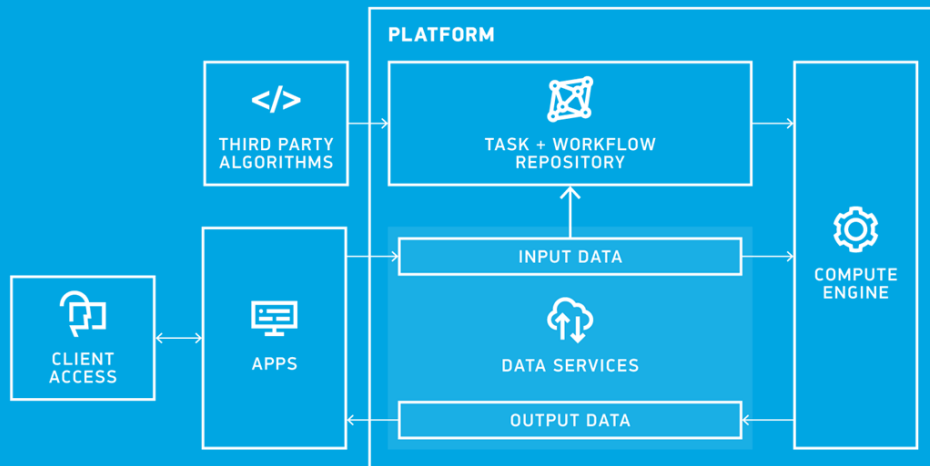 PLATFORM
</>
THIRD PARTY
ALGORITHMS
TASK + WORKFLOW
REPOSITORY
INPUT DATA
COMPUTE
ENGINE
CLIENT
ACCESS
APPS
DATA SERVICES
OUTPUT DATA